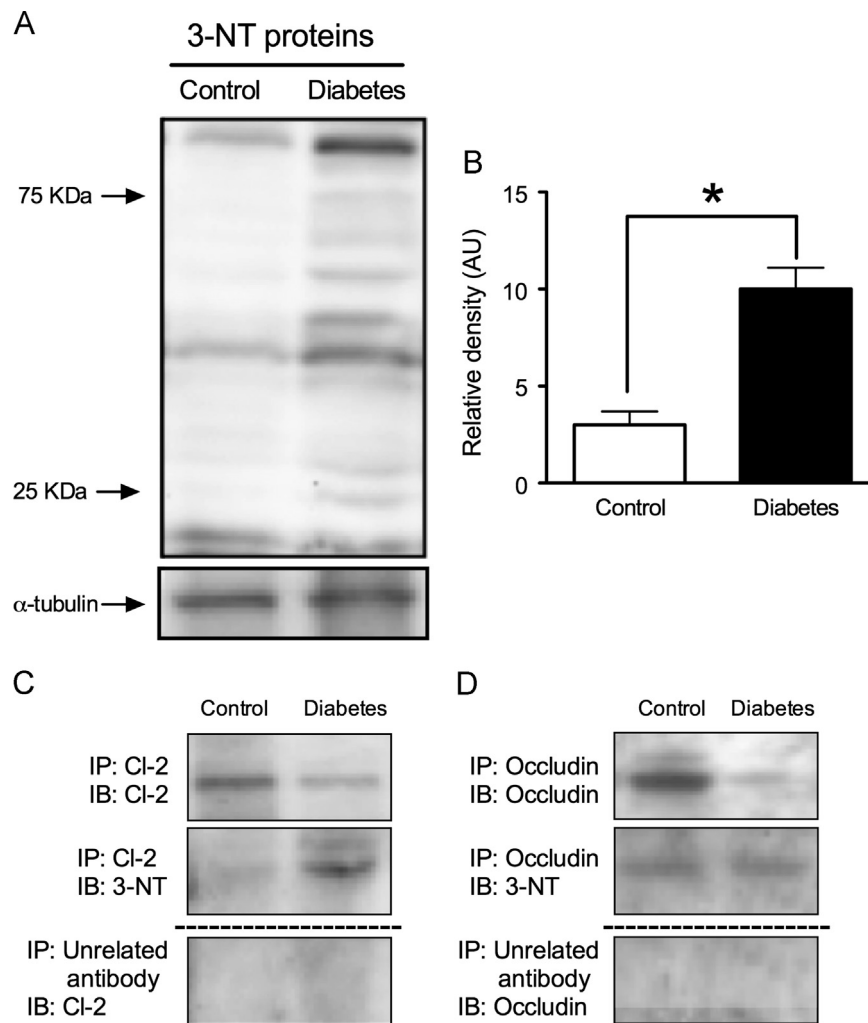 A
3-NT proteins
Control Diabetes
75 KDa
25 KDa
α-tubulin
B
*
15
10
5
0
Relative density (AU)
Control Diabetes
C
Control Diabetes
IP: Cl-2
IB: Cl-2
IP: Cl-2
IB: 3-NT
IP: Unrelated
antibody
IB: Cl-2
D
Control Diabetes
IP: Occludin
IB: Occludin
IP: Occludin
IB: 3-NT
IP: Unrelated
antibody
IB: Occludin